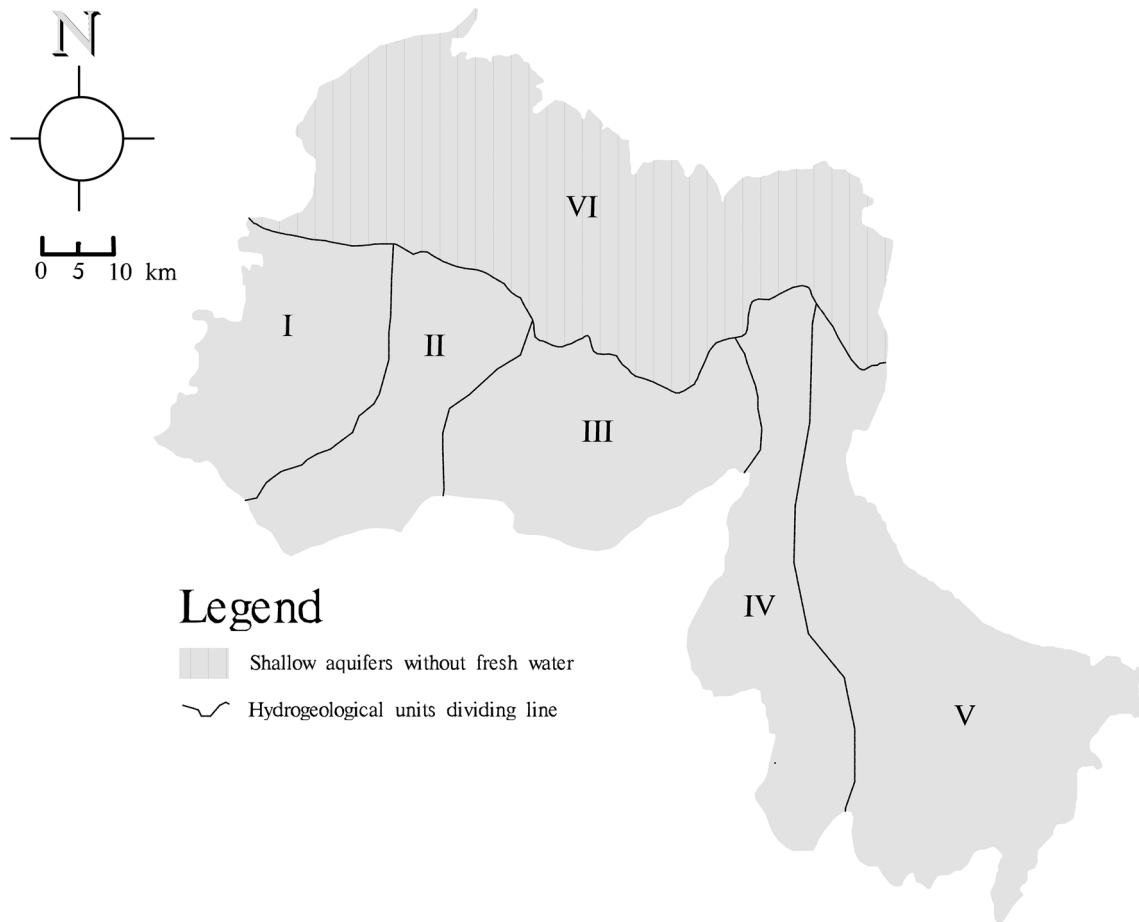 N
0 5 10 km
VI
I
II
III
IV
V
Legend
Shallow aquifers without fresh water
Hydrogeological units dividing line